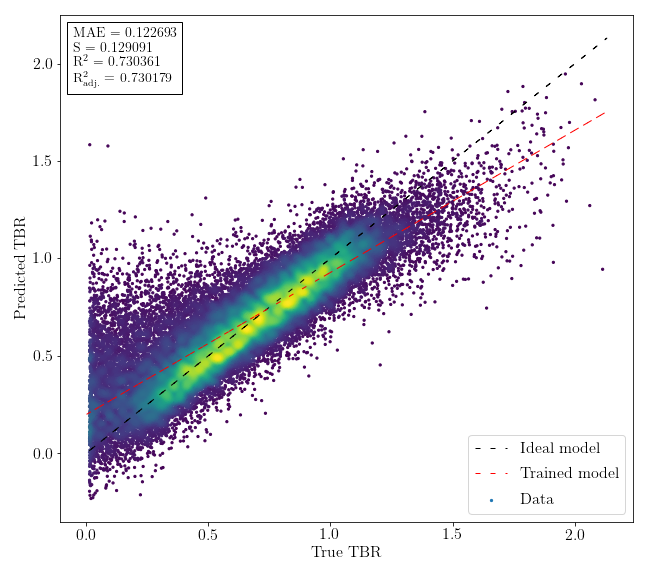 MAE = 0.122693
S = 0.129091
R² = 0.730361
R²adj. = 0.730179
2.0
1.5
1.0
0.5
0.0
Predicted TBR
Ideal model
Trained model
Data
0.0 0.5 1.0 1.5 2.0
True TBR